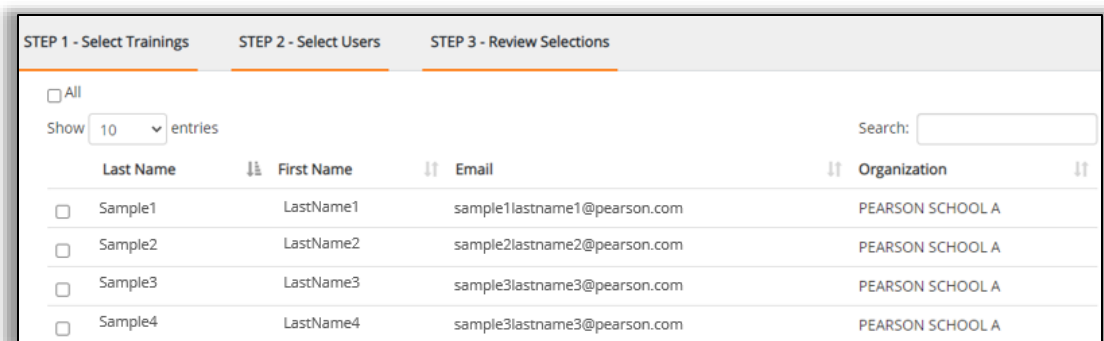 STEP 1 - Select Trainings STEP 2 - Select Users STEP 3 - Review Selections
All
Show 10 entries Search:
Last Name First Name Email Organization
Sample1 LastName1 sample1lastname1@pearson.com PEARSON SCHOOL A
Sample2 LastName2 sample2lastname2@pearson.com PEARSON SCHOOL A
Sample3 LastName3 sample3lastname3@pearson.com PEARSON SCHOOL A
Sample4 LastName4 sample3lastname3@pearson.com PEARSON SCHOOL A